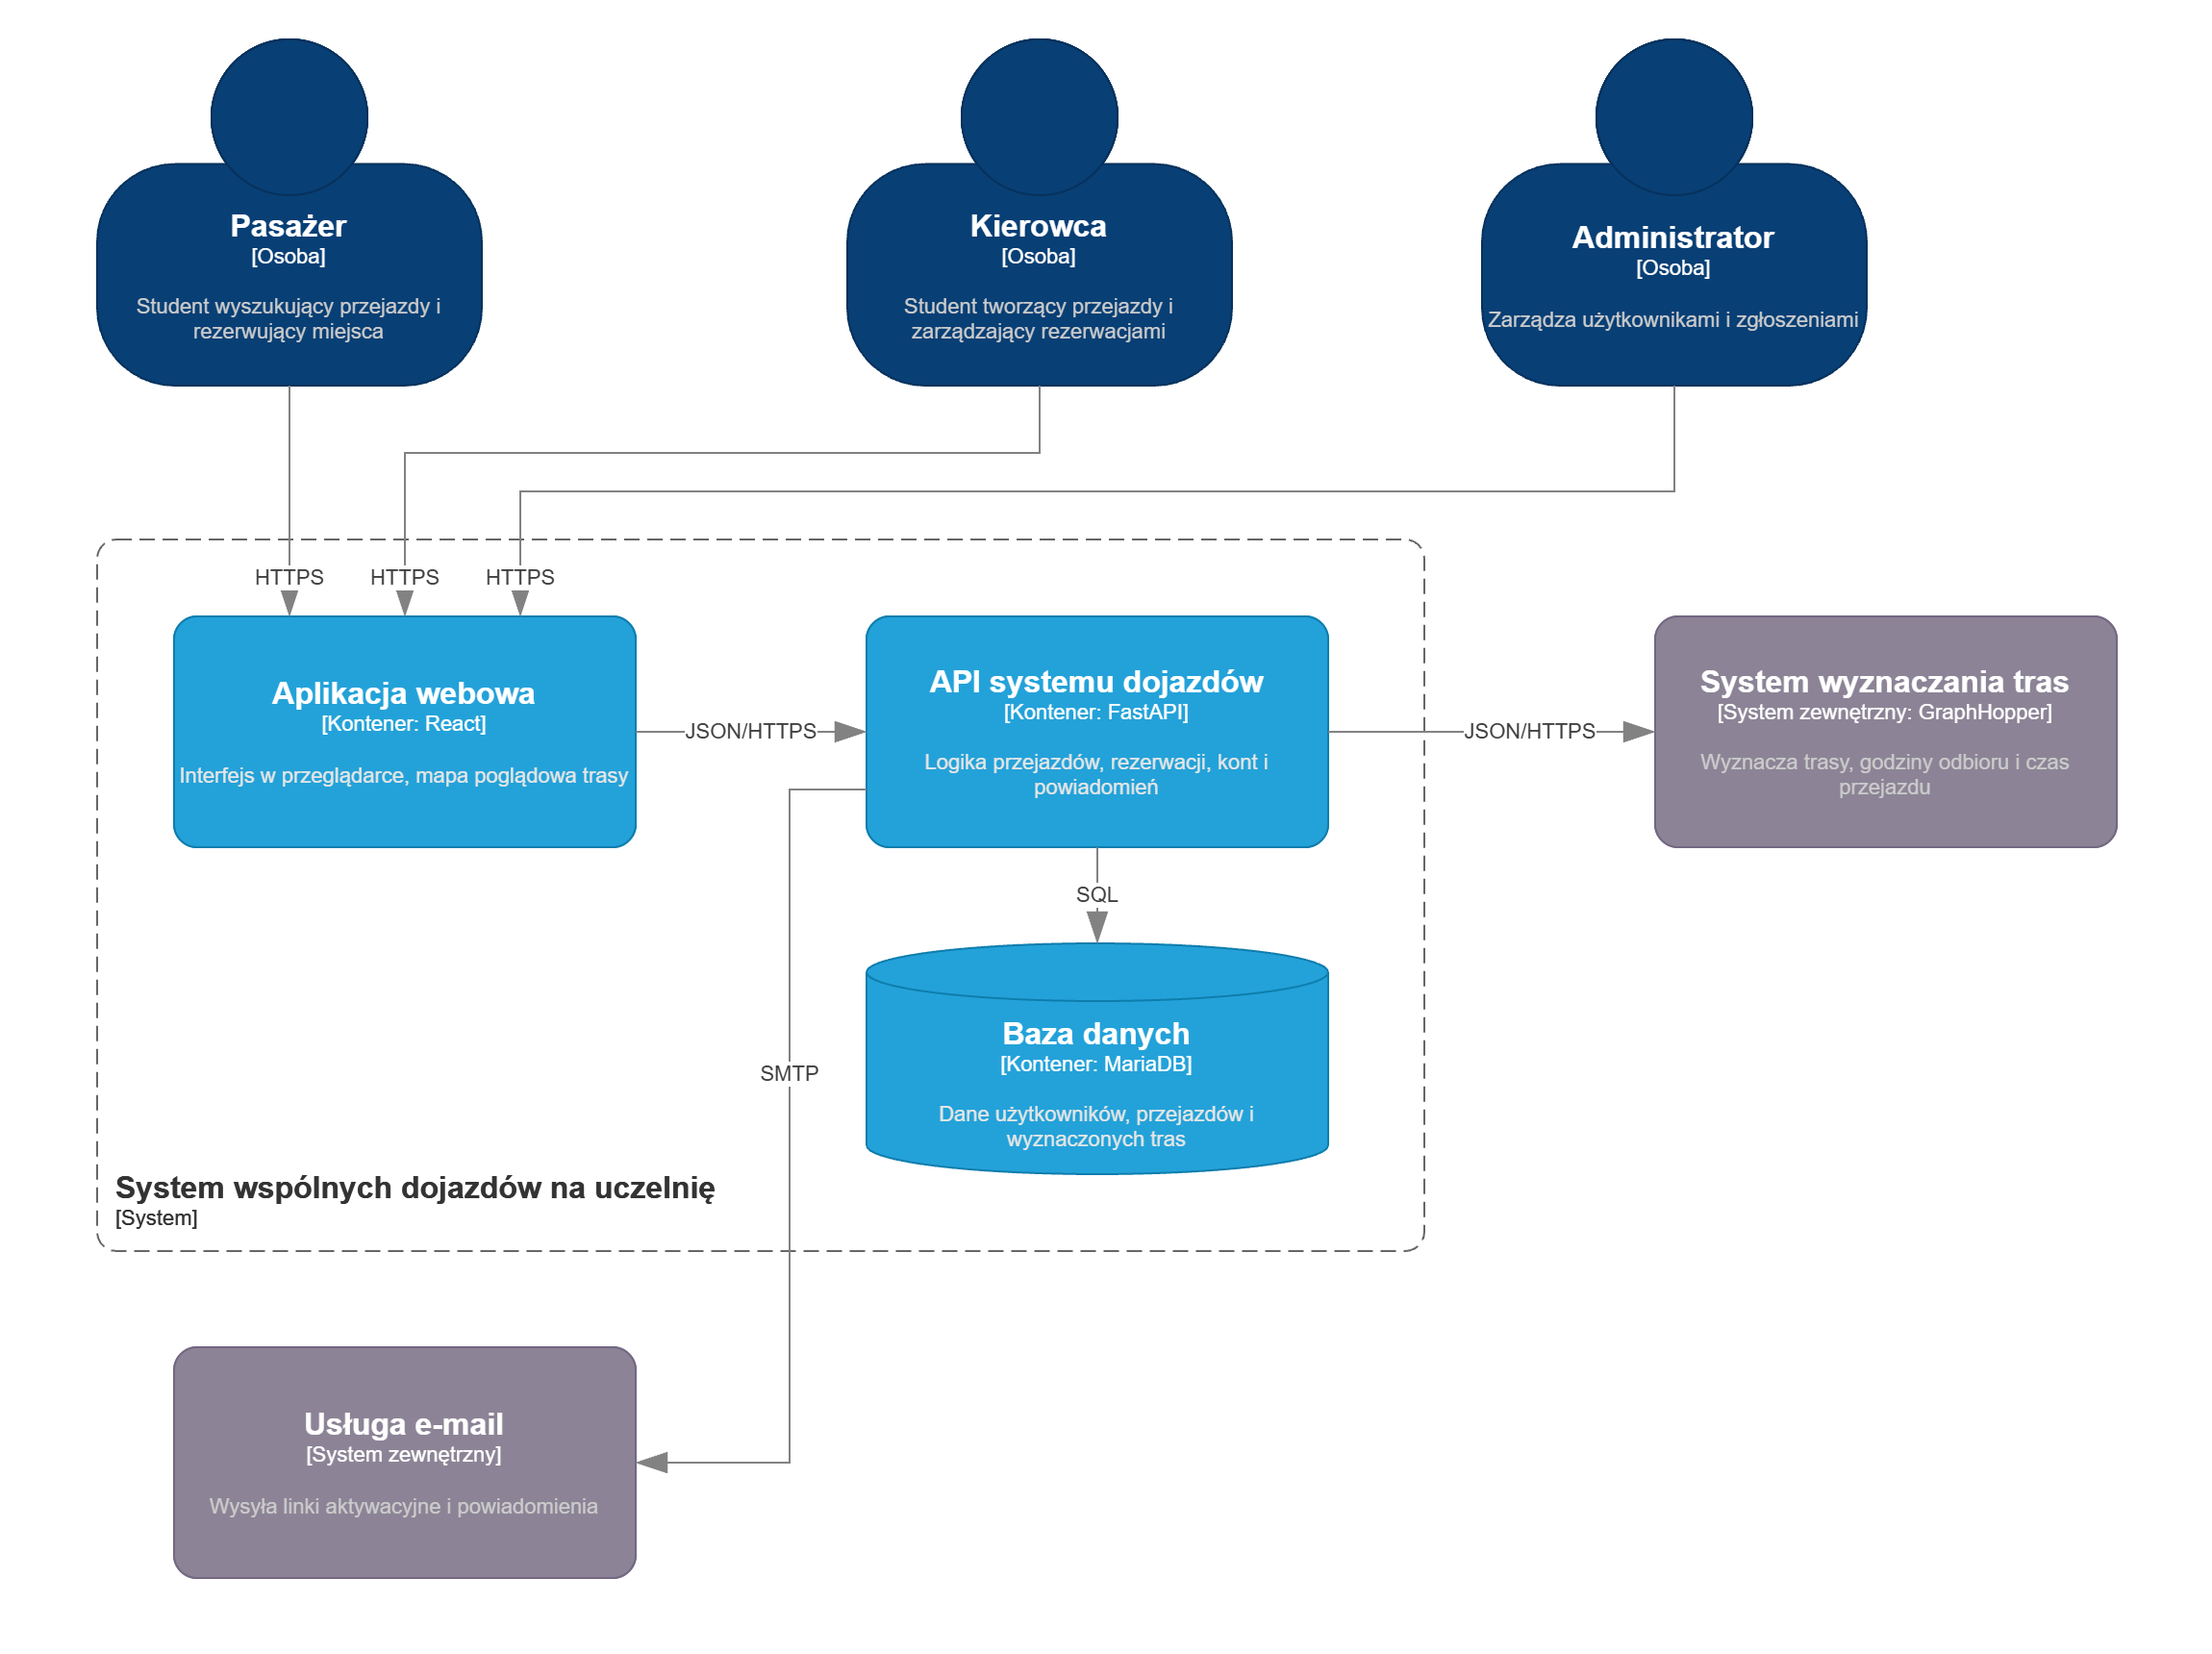 Pasażer
[Osoba]
Student wyszukujący przejazdy i
rezerwujący miejsca
Kierowca
[Osoba]
Student tworzący przejazdy i
zarządzający rezerwacjami
Administrator
[Osoba]
Zarządza użytkownikami i zgłoszeniami
HTTPS
HTTPS
HTTPS
Aplikacja webowa
[Kontener: React]
Interfejs w przeglądarce, mapa poglądowa trasy
JSON/HTTPS
API systemu dojazdów
[Kontener: FastAPI]
Logika przejazdów, rezerwacji, kont i
powiadomień
JSON/HTTPS
System wyznaczania tras
[System zewnętrzny: GraphHopper]
Wyznacza trasy, godziny odbioru i czas
przejazdu
SQL
Baza danych
[Kontener: MariaDB]
Dane użytkowników, przejazdów i
wyznaczonych tras
SMTP
System wspólnych dojazdów na uczelnię
[System]
Usługa e-mail
[System zewnętrzny]
Wysyła linki aktywacyjne i powiadomienia